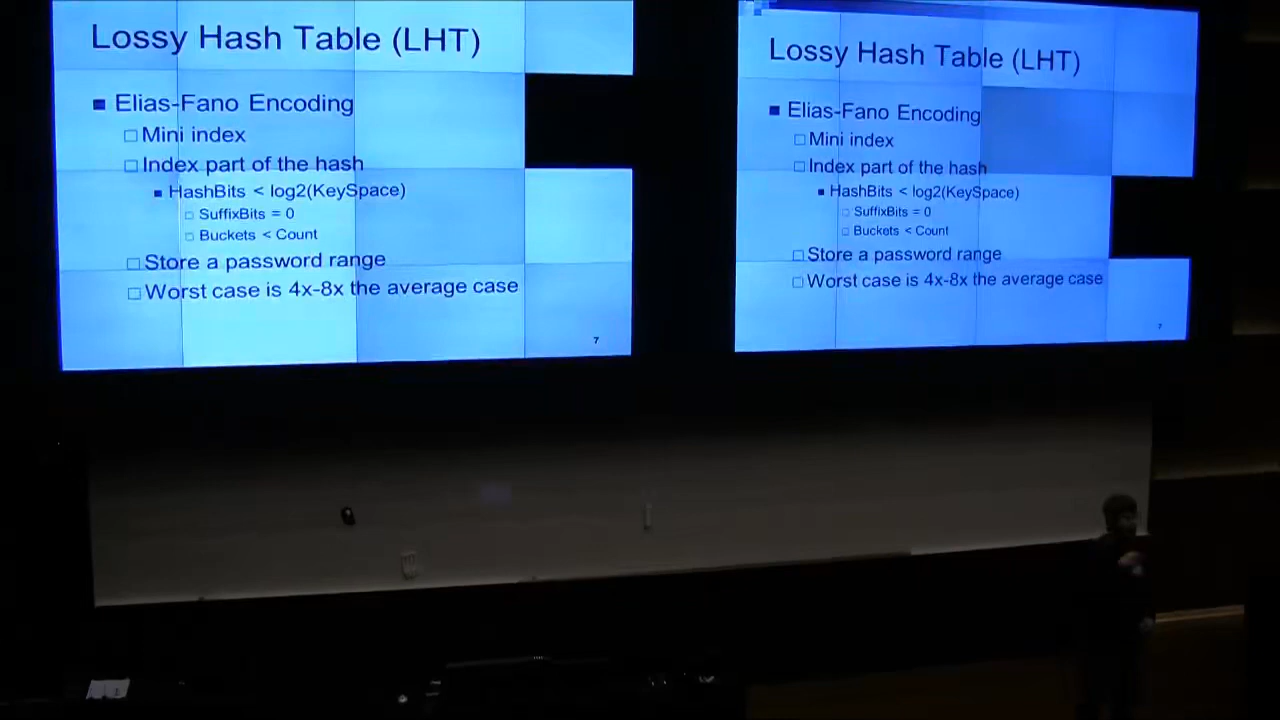 Lossy Hash Table (LHT)
Elias-Fano Encoding
Mini index
Index part of the hash
HashBits < log2(KeySpace)
SuffixBits = 0
Buckets < Count
Store a password range
Worst case is 4x-8x the average case
7
Lossy Hash Table (LHT)
Elias-Fano Encoding
Mini index
Index part of the hash
HashBits < log2(KeySpace)
SuffixBits = 0
Buckets < Count
Store a password range
Worst case is 4x-8x the average case
7